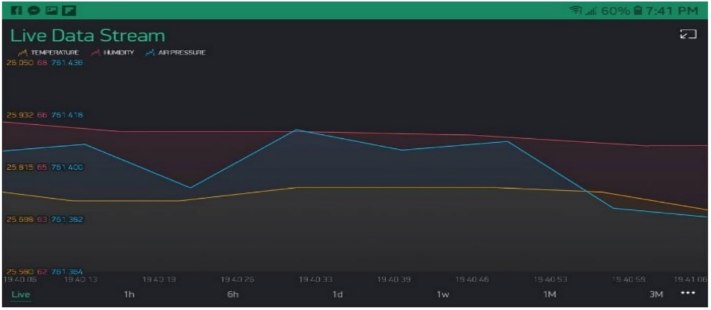 60% 7:41 PM
Live Data Stream
TEMPERATURE HUMIDITY AIR PRESSURE
26.050 68 761.436
25.932 66 761.418
25.815 65 761.400
25.698 63 761.382
25.580 62 761.364
19:40:06 19:40:13 19:40:19 19:40:26 19:40:33 19:40:39 19:40:46 19:40:53 19:40:59 19:41:06
Live 1h 6h 1d 1w 1M 3M